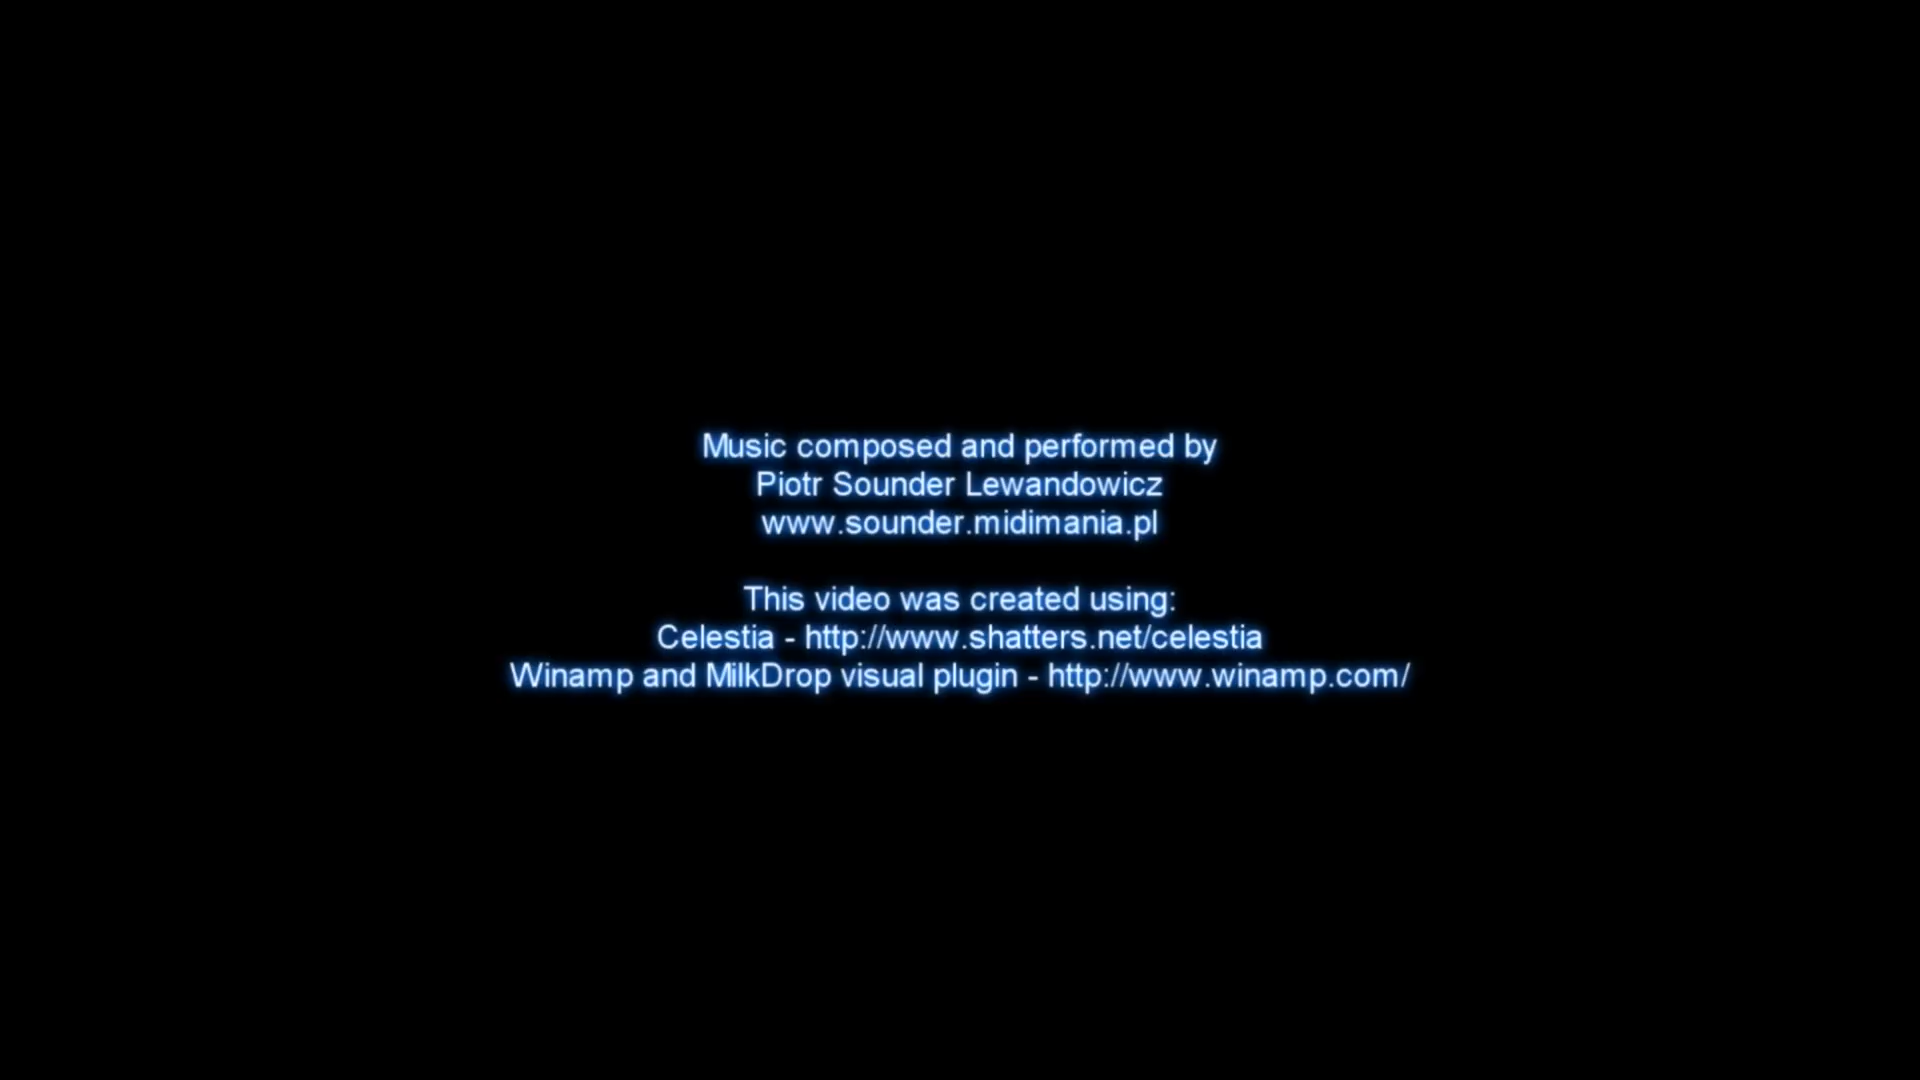 Music composed and performed by
Piotr Sounder Lewandowicz
www.sounder.midimania.pl
This video was created using:
Celestia - http://www.shatters.net/celestia
Winamp and MilkDrop visual plugin - http://www.winamp.com/